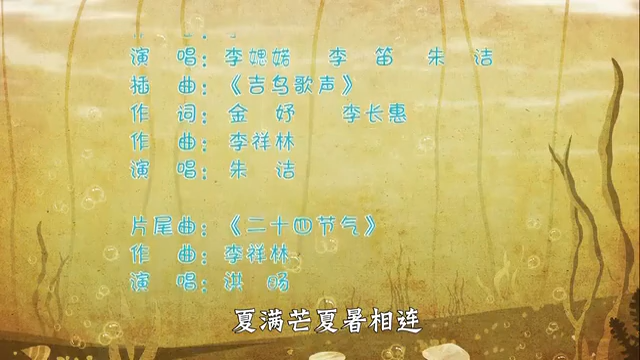 演 唱：李媤婼 李 笛 朱 洁
插 曲：《吉鸟歌声》
作 词：金 妤 李长惠
作 曲：李祥林
演 唱：朱 洁
片尾曲：《二十四节气》
作 曲：李祥林
演 唱：洪 旸
夏满芒夏暑相连